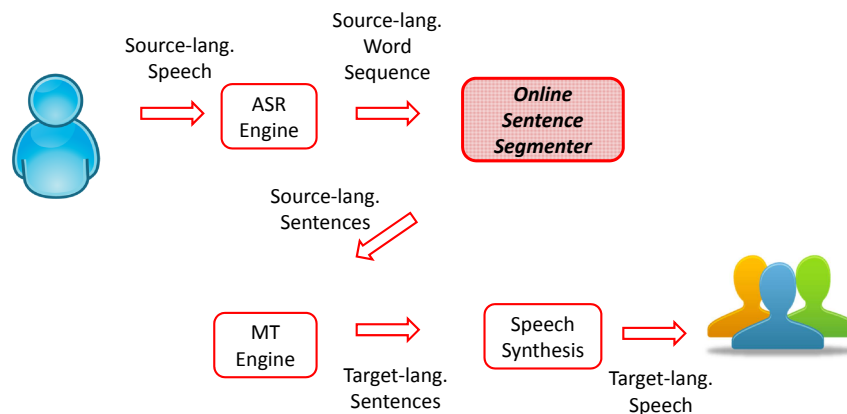 Source-lang.
Speech
ASR
Engine
Source-lang.
Word
Sequence
Online
Sentence
Segmenter
Source-lang.
Sentences
MT
Engine
Target-lang.
Sentences
Speech
Synthesis
Target-lang.
Speech